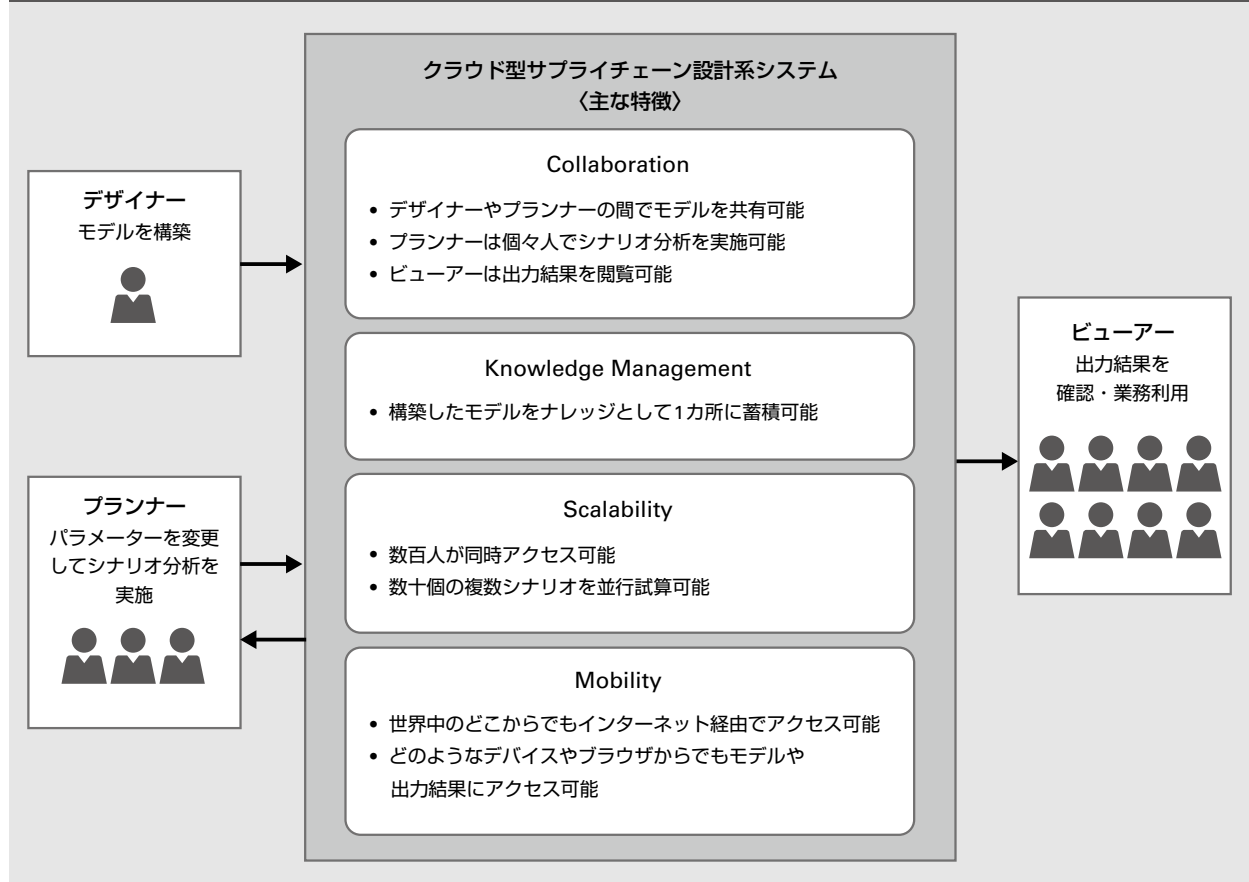 クラウド型サプライチェーン設計系システム
〈主な特徴〉
デザイナー
モデルを構築
プランナー
パラメーターを変更
してシナリオ分析を
実施
Collaboration
• デザイナーやプランナーの間でモデルを共有可能
• プランナーは個々人でシナリオ分析を実施可能
• ビューアーは出力結果を閲覧可能
Knowledge Management
• 構築したモデルをナレッジとして1カ所に蓄積可能
Scalability
• 数百人が同時アクセス可能
• 数十個の複数シナリオを並行試算可能
Mobility
• 世界中のどこからでもインターネット経由でアクセス可能
• どのようなデバイスやブラウザからでもモデルや
出力結果にアクセス可能
ビューアー
出力結果を
確認・業務利用